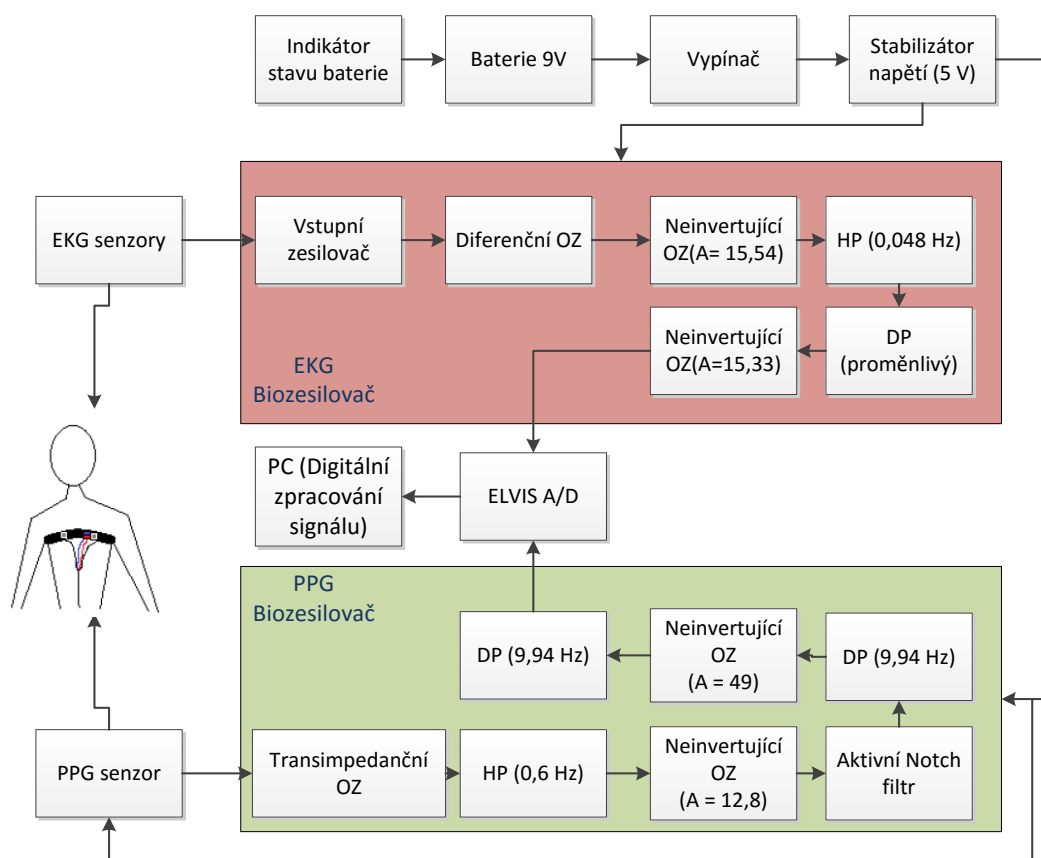 Indikátor
stavu baterie
Baterie 9V
Vypínač
Stabilizátor
napětí (5 V)
EKG senzory
Vstupní
zesilovač
Diferenční OZ
Neinvertující
OZ(A= 15,54)
HP (0,048 Hz)
DP
(proměnlivý)
Neinvertující
OZ(A=15,33)
EKG
Biozesilovač
PC (Digitální
zpracování
signálu)
ELVIS A/D
PPG
Biozesilovač
DP (9,94 Hz)
Neinvertující
OZ
(A = 49)
DP (9,94 Hz)
PPG senzor
Transimpedanční
OZ
HP (0,6 Hz)
Neinvertující
OZ
(A = 12,8)
Aktivní Notch
filtr